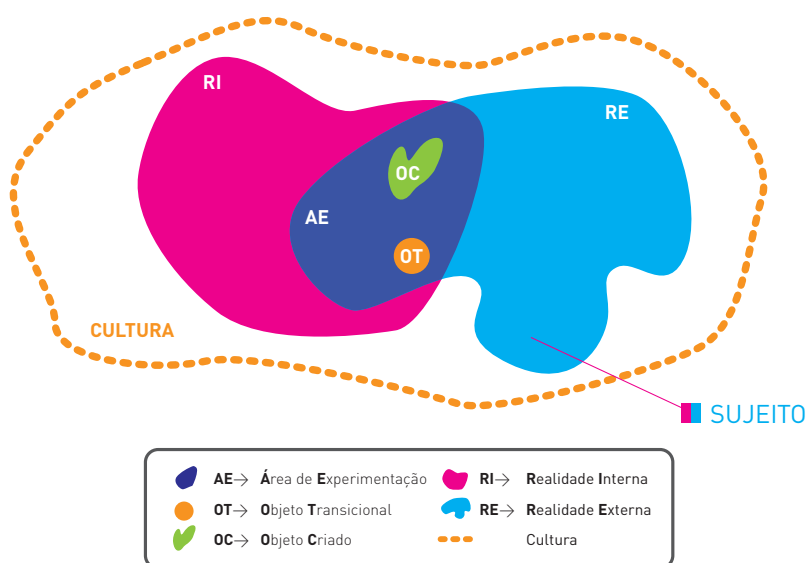 RI
RE
OC
AE
OT
CULTURA
SUJEITO
AE→ Área de Experimentação
RI→ Realidade Interna
OT→ Objeto Transicional
RE→ Realidade Externa
OC→ Objeto Criado
Cultura